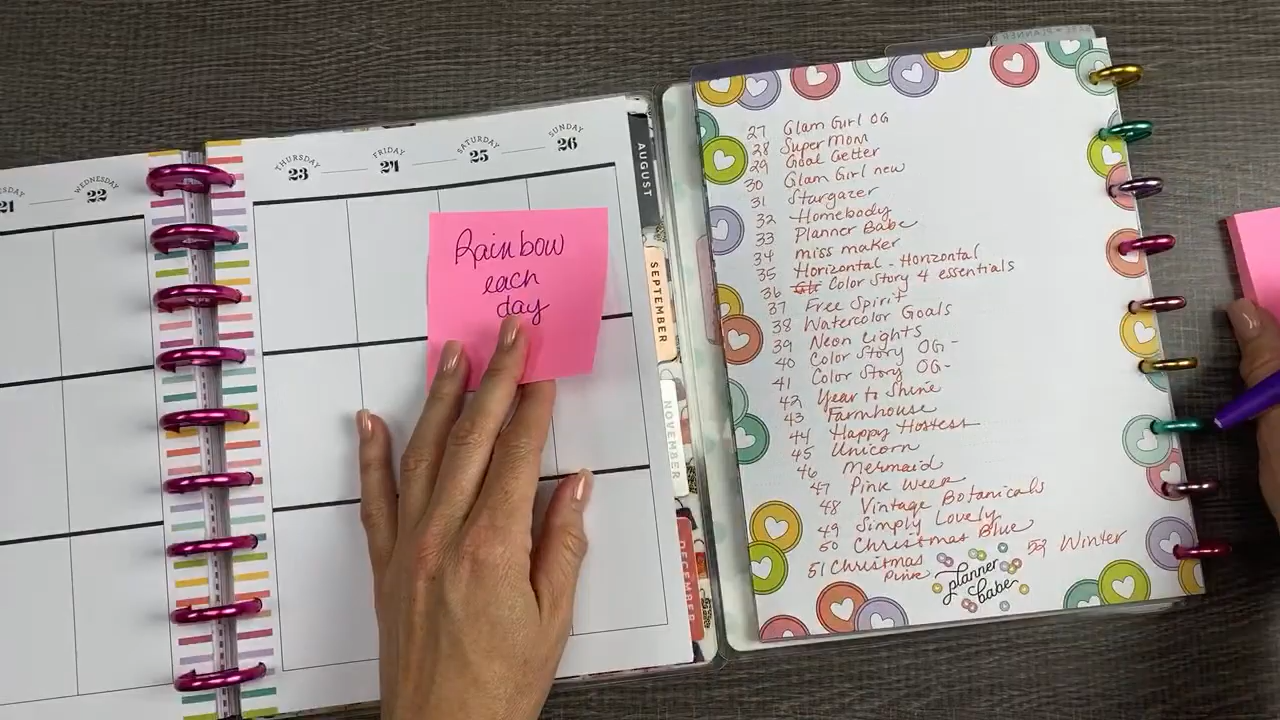 WEDNESDAY
22
THURSDAY
23
FRIDAY
24
SATURDAY
25
SUNDAY
26
AUGUST
SEPTEMBER
NOVEMBER
DECEMBER
Rainbow
each
day
27 Glam Girl OG
28 Super Mom
29 Goal Getter
30 Glam Girl new
31 Stargazer
32 Homebody
33 Planner Babe
34 miss maker
35 Horizontal - Horizontal
36 Color Story 4 essentials
37 Free Spirit
38 Watercolor Goals
39 Neon Lights
40 Color Story OG -
41 Color Story OG -
42 Year to Shine
43 Farmhouse
44 Happy Hostess
45 Unicorn
46 Mermaid
47 Pink Week
48 Vintage Botanicals
49 Simply Lovely
50 Christmas Blue
51 Christmas
Pink
52 Winter
planner
babe